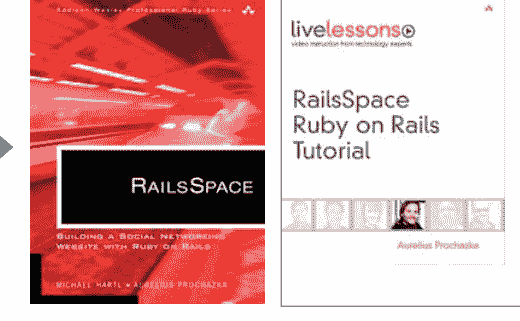 Addison Wesley Professional Ruby Series
RAILSSPACE
BUILDING A SOCIAL NETWORKING
WEBSITE WITH RUBY ON RAILS
MICHAEL HARTL • AURELIUS PROCHAZKA
livelessons
video instruction from technology experts
RailsSpace
Ruby on Rails
Tutorial
Aurelius Prochazka